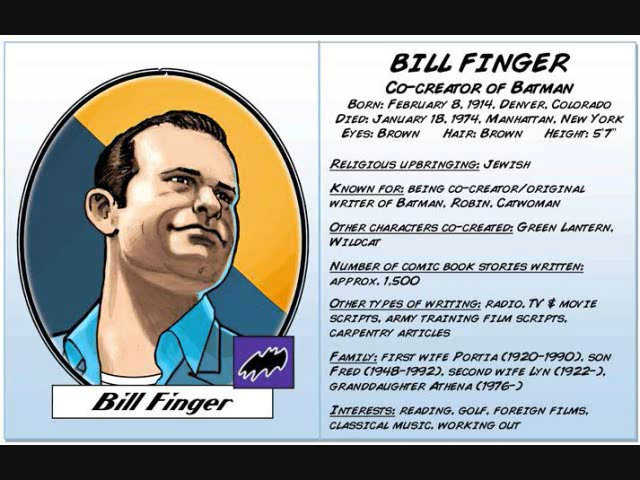 Bill Finger
BILL FINGER
CO-CREATOR OF BATMAN
BORN: FEBRUARY 8, 1914, DENVER, COLORADO
DIED: JANUARY 18, 1974, MANHATTAN, NEW YORK
EYES: BROWN HAIR: BROWN HEIGHT: 5'7"
RELIGIOUS UPBRINGING: JEWISH
KNOWN FOR: BEING CO-CREATOR/ORIGINAL
WRITER OF BATMAN, ROBIN, CATWOMAN
OTHER CHARACTERS CO-CREATED: GREEN LANTERN,
WILDCAT
NUMBER OF COMIC BOOK STORIES WRITTEN:
APPROX. 1,500
OTHER TYPES OF WRITING: RADIO, TV & MOVIE
SCRIPTS, ARMY TRAINING FILM SCRIPTS,
CARPENTRY ARTICLES
FAMILY: FIRST WIFE PORTIA (1920-1990), SON
FRED (1948-1992), SECOND WIFE LYN (1922-),
GRANDDAUGHTER ATHENA (1976-)
INTERESTS: READING, GOLF, FOREIGN FILMS,
CLASSICAL MUSIC, WORKING OUT